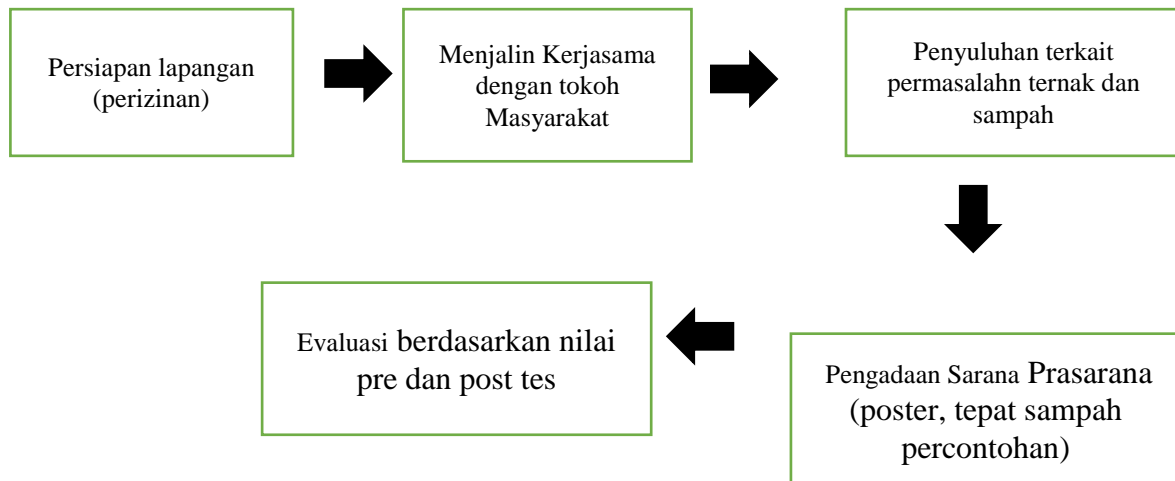 Persiapan lapangan
(perizinan)
Menjalin Kerjasama
dengan tokoh
Masyarakat
Penyuluhan terkait
permasalahn ternak dan
sampah
Pengadaan Sarana Prasarana
(poster, tepat sampah
percontohan)
Evaluasi berdasarkan nilai
pre dan post tes